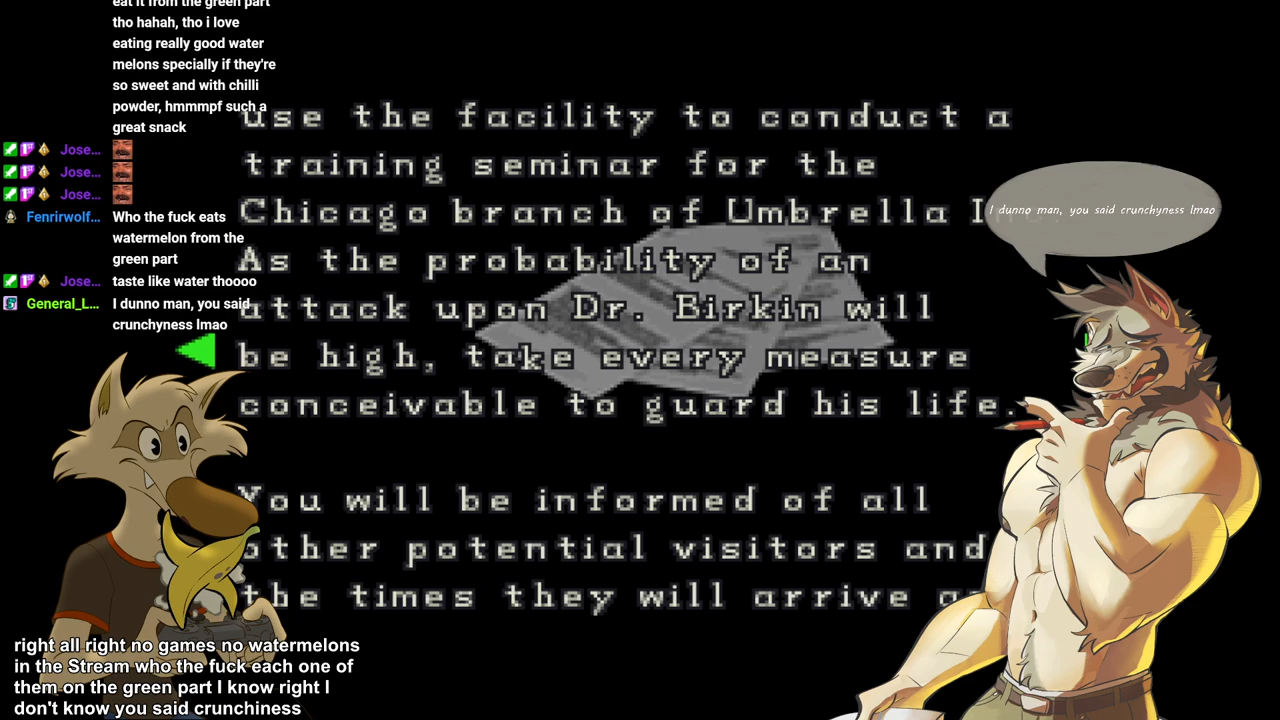 eat it from the green part
tho hahah, tho i love
eating really good water
melons specially if they're
so sweet and with chilli
powder, hmmmpf such a
great snack
Jose...
Jose...
Jose...
Fenrirwolf... Who the fuck eats
watermelon from the
green part
Jose... taste like water thoooo
General_L... I dunno man, you said
crunchyness lmao
use the facility to conduct a
training seminar for the
Chicago branch of Umbrella
As the probability of an
attack upon Dr. Birkin will
be high, take every measure
conceivable to guard his life.
You will be informed of all
other potential visitors and
the times they will arrive
I dunno man, you said crunchyness lmao
right all right no games no watermelons
in the Stream who the fuck each one of
them on the green part I know right I
don't know you said crunchiness